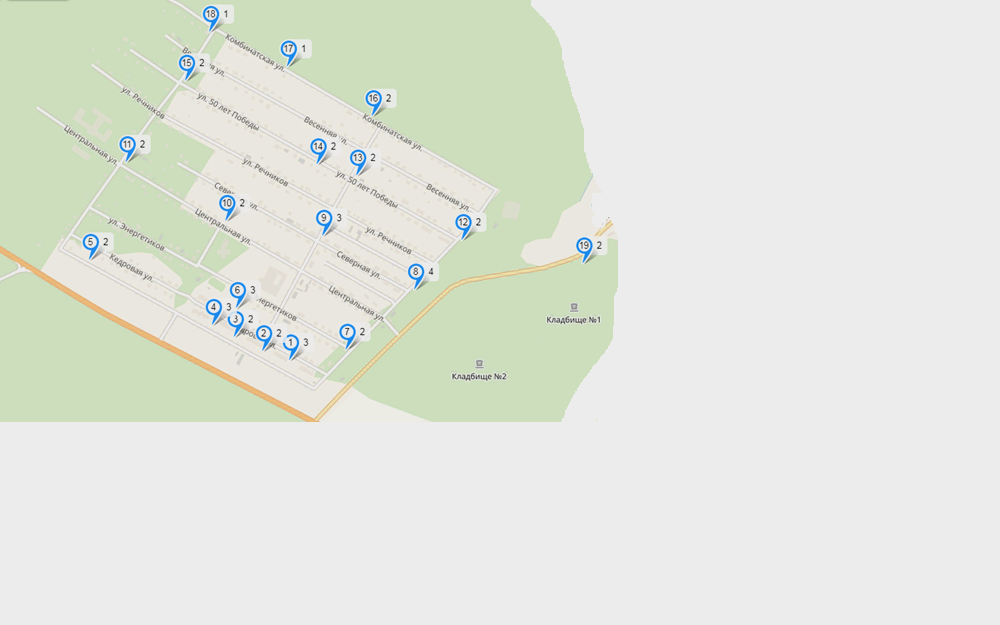 18 1
Комбинатская ул.
17 1
15 2
16 2
ул. Речников
ул. 50 лет Победы
Весенняя ул.
Комбинатская ул.
Центральная ул.
11 2
14 2
13 2
ул. Речников
ул. 50 лет Победы
Весенняя ул.
10 2
Центральная ул.
9 3
12 2
ул. Речников
ул. Энергетиков
5 2
Кедровая ул.
Северная ул.
8 4
19 2
6 3
Центральная ул.
4 3
3 2
2 2
1 3
7 2
Кладбище №1
Кладбище №2